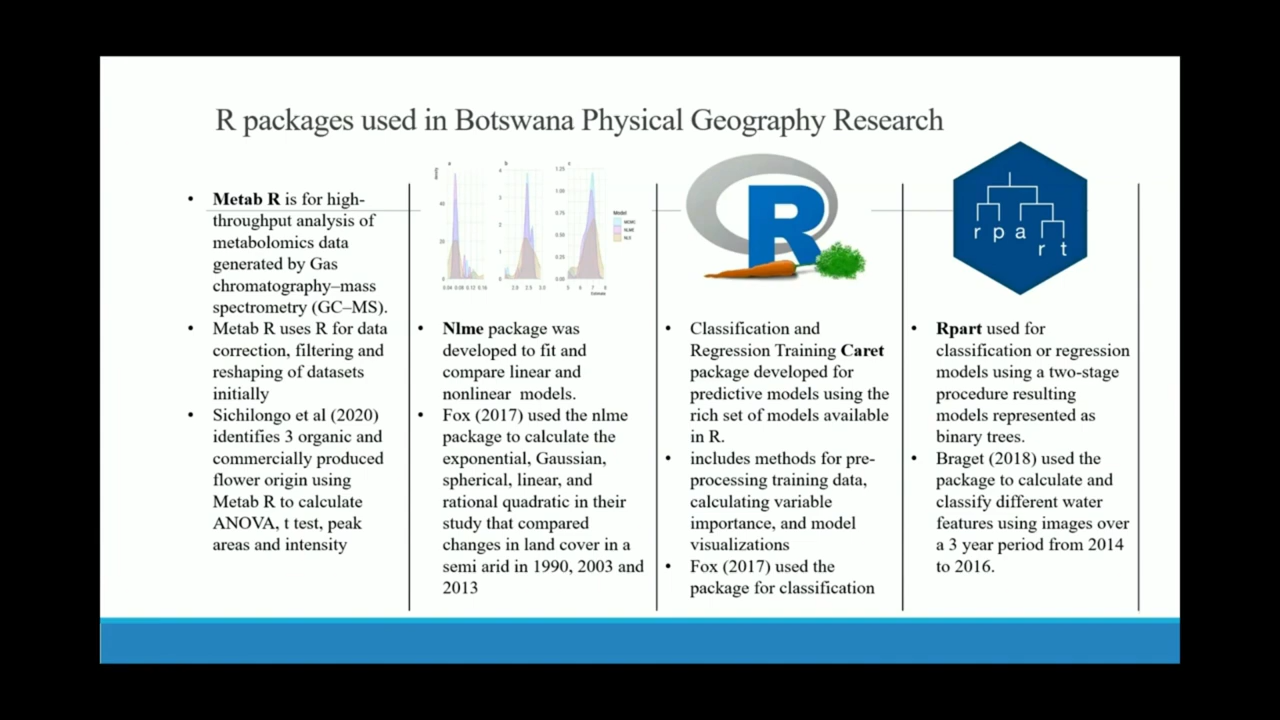 R packages used in Botswana Physical Geography Research
• Metab R is for high-
throughput analysis of
metabolomics data
generated by Gas
chromatography–mass
spectrometry (GC–MS).
• Metab R uses R for data
correction, filtering and
reshaping of datasets
initially
• Sichilongo et al (2020)
identifies 3 organic and
commercially produced
flower origin using
Metab R to calculate
ANOVA, t test, peak
areas and intensity
a b c
Model
• Nlme package was
developed to fit and
compare linear and
nonlinear models.
• Fox (2017) used the nlme
package to calculate the
exponential, Gaussian,
spherical, linear, and
rational quadratic in their
study that compared
changes in land cover in a
semi arid in 1990, 2003 and
2013
R
• Classification and
Regression Training Caret
package developed for
predictive models using the
rich set of models available
in R.
• includes methods for pre-
processing training data,
calculating variable
importance, and model
visualizations
• Fox (2017) used the
package for classification
r p a
r t
• Rpart used for
classification or regression
models using a two-stage
procedure resulting
models represented as
binary trees.
• Braget (2018) used the
package to calculate and
classify different water
features using images over
a 3 year period from 2014
to 2016.